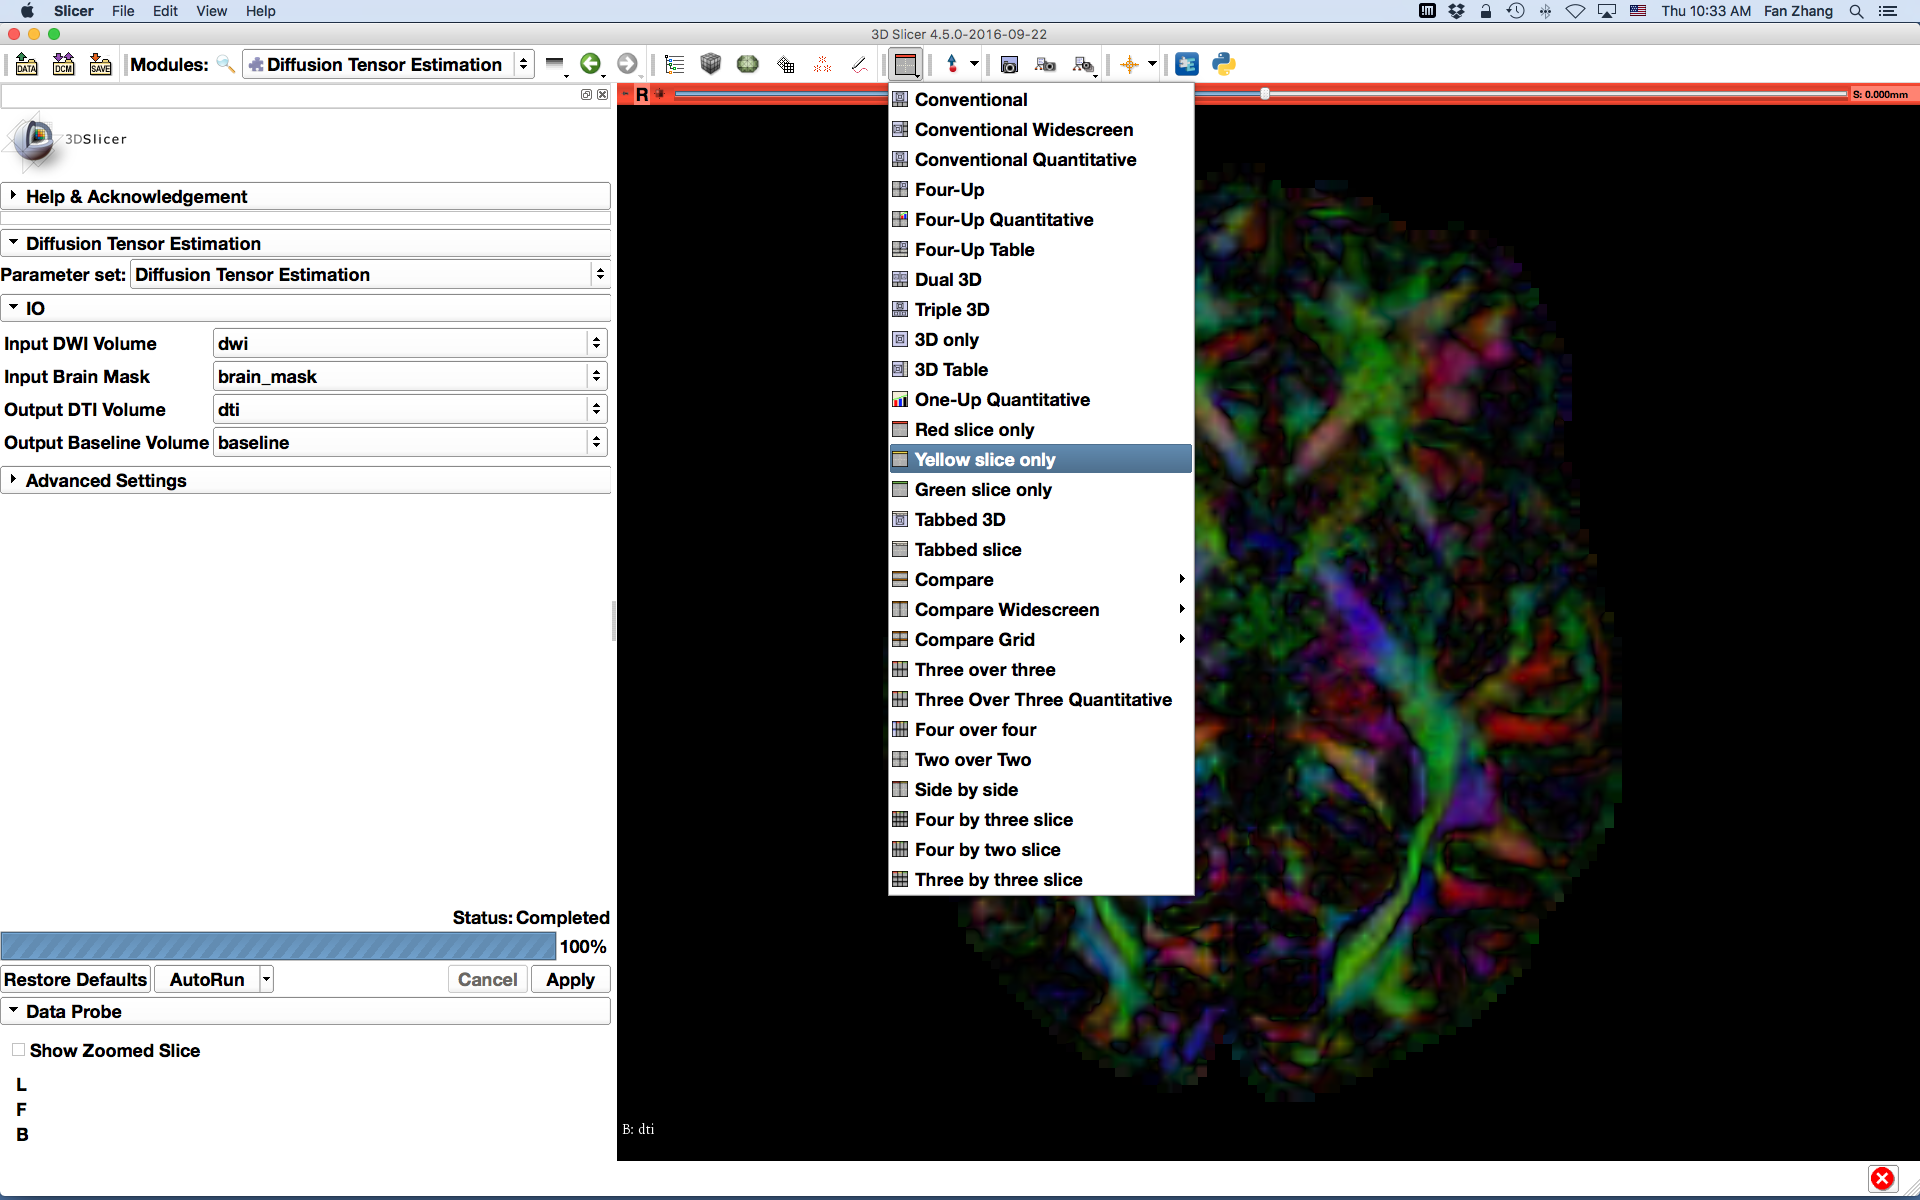 Slicer File Edit View Help Thu 10:33 AM Fan Zhang
3D Slicer 4.5.0-2016-09-22
DATA DCM SAVE Modules: Diffusion Tensor Estimation
R S: 0.000mm
3DSlicer
Help & Acknowledgement
Diffusion Tensor Estimation
Parameter set: Diffusion Tensor Estimation
IO
Input DWI Volume dwi
Input Brain Mask brain_mask
Output DTI Volume dti
Output Baseline Volume baseline
Advanced Settings
Status: Completed
100%
Restore Defaults AutoRun Cancel Apply
Data Probe
Show Zoomed Slice
L
F
B
Conventional
Conventional Widescreen
Conventional Quantitative
Four-Up
Four-Up Quantitative
Four-Up Table
Dual 3D
Triple 3D
3D only
3D Table
One-Up Quantitative
Red slice only
Yellow slice only
Green slice only
Tabbed 3D
Tabbed slice
Compare
Compare Widescreen
Compare Grid
Three over three
Three Over Three Quantitative
Four over four
Two over Two
Side by side
Four by three slice
Four by two slice
Three by three slice
B: dti